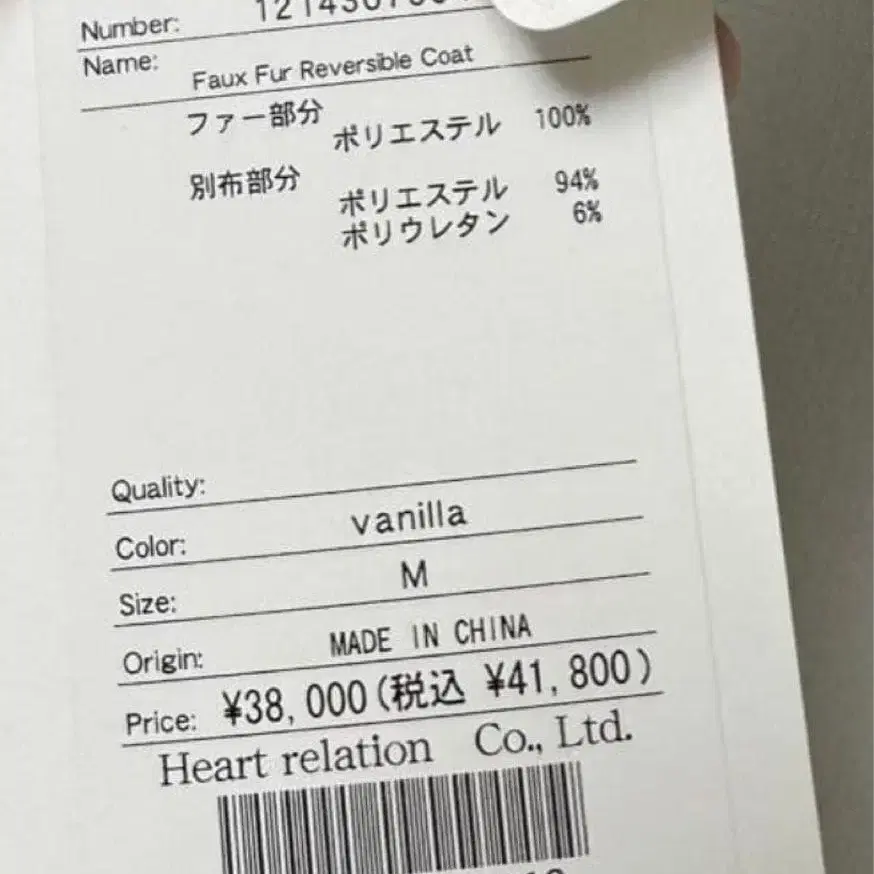 Number:
Name:
Faux Fur Reversible Coat
ファー部分
ポリエステル 100%
別布部分
ポリエステル 94%
ポリウレタン 6%
Quality:
Color: vanilla
Size: M
Origin: MADE IN CHINA
Price: ¥38,000(税込 ¥41,800)
Heart relation Co., Ltd.